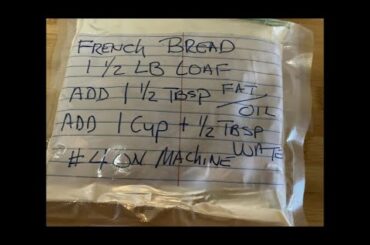 FRENCH BREAD
1 1/2 LB LOAF
ADD 1 1/2 TBSP FAT/OIL
ADD 1 CUP + 1/2 TBSP WATE
#4 ON MACHINE